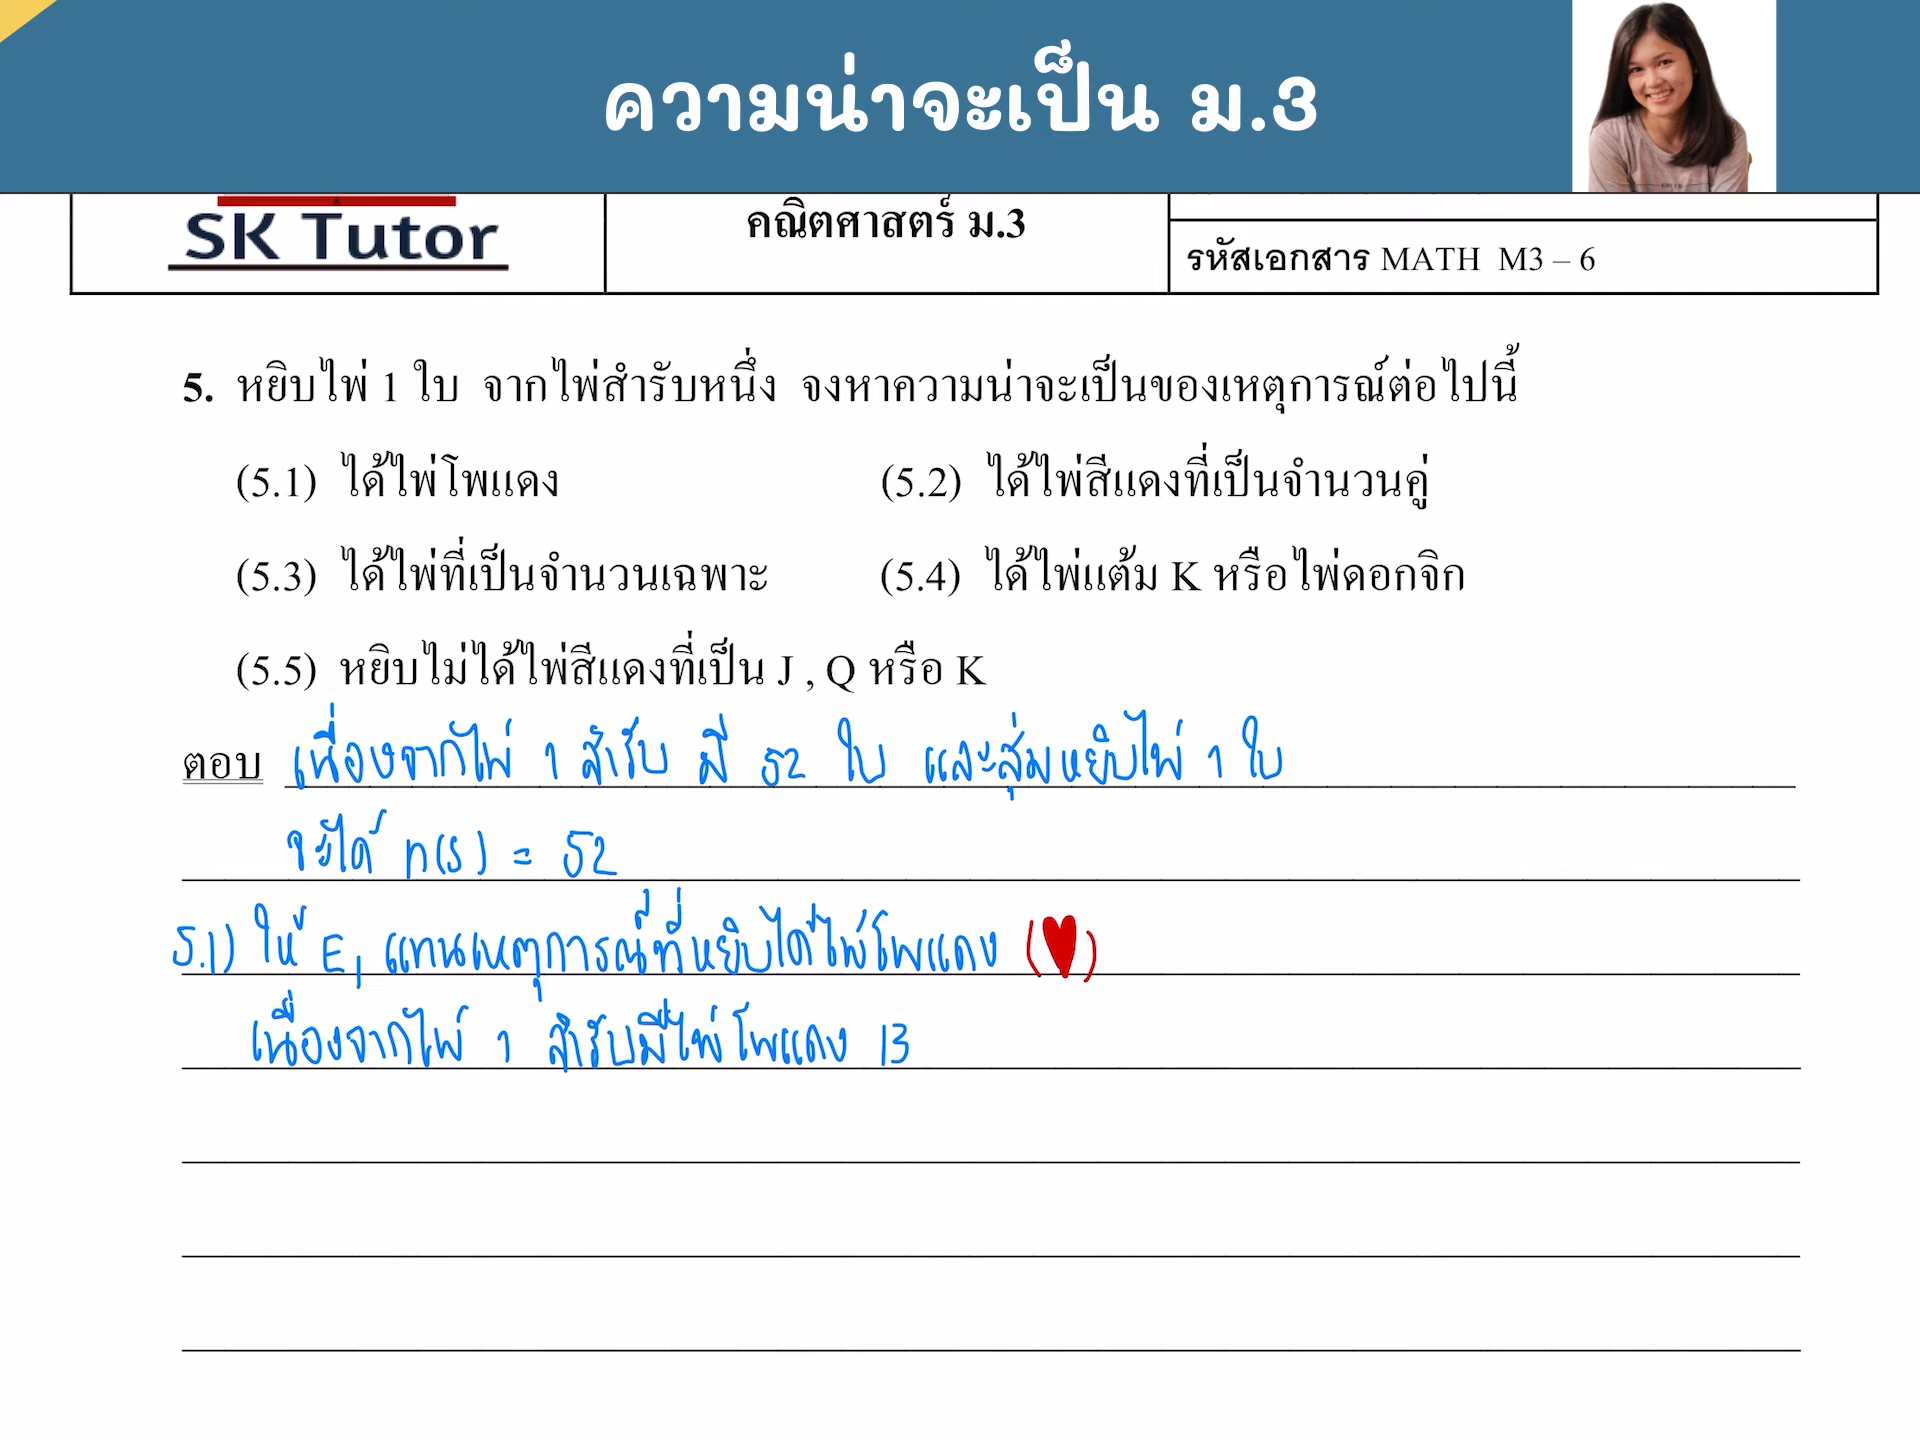 ความน่าจะเป็น ม.3
SK Tutor
คณิตศาสตร์ ม.3
รหัสเอกสาร MATH M3 – 6
5. หยิบไพ่ 1 ใบ จากไพ่สำรับหนึ่ง จงหาความน่าจะเป็นของเหตุการณ์ต่อไปนี้
(5.1) ได้ไพ่โพแดง (5.2) ได้ไพ่สีแดงที่เป็นจำนวนคู่
(5.3) ได้ไพ่ที่เป็นจำนวนเฉพาะ (5.4) ได้ไพ่แต้ม K หรือไพ่ดอกจิก
(5.5) หยิบไม่ได้ไพ่สีแดงที่เป็น J , Q หรือ K
ตอบ เนื่องจากไพ่ 1 สำรับ มี 52 ใบ และสุ่มหยิบไพ่ 1 ใบ
จะได้ n(s) = 52
5.1) ให้ E₁ แทนเหตุการณ์ที่หยิบได้ไพ่โพแดง (♥)
เนื่องจากไพ่ 1 สำรับมีไพ่โพแดง 13